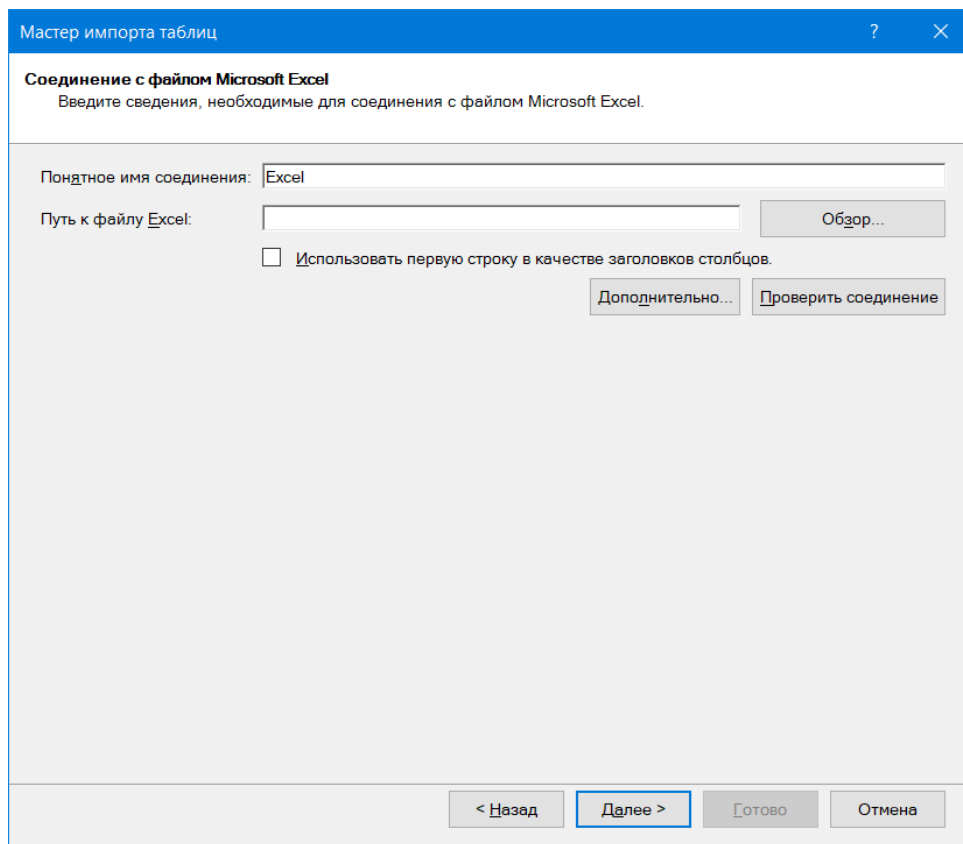 Мастер импорта таблиц ?
Соединение с файлом Microsoft Excel
Введите сведения, необходимые для соединения с файлом Microsoft Excel.
Понятное имя соединения: Excel
Путь к файлу Excel: Обзор...
Использовать первую строку в качестве заголовков столбцов.
Дополнительно... Проверить соединение
< Назад Далее > Готово Отмена